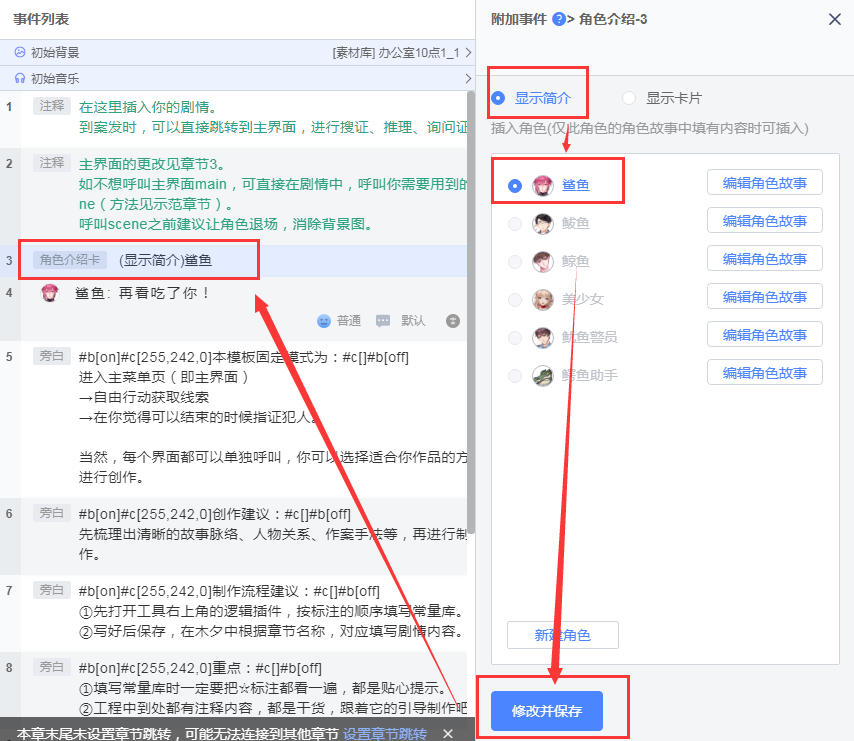 事件列表
初始背景 [素材库] 办公室10点1_1
初始音乐
1 注释 在这里插入你的剧情。
到案发时，可以直接跳转到主界面，进行搜证、推理、询问证
2 注释 主界面的更改见章节3。
如不想呼叫主界面main，可直接在剧情中，呼叫你需要用到的
ne（方法见示范章节）。
呼叫scene之前建议让角色退场，消除背景图。
3 角色介绍卡 (显示简介)鲨鱼
4 鲨鱼: 再看吃了你！
普通 默认
5 旁白 #b[on]#c[255,242,0]本模板固定模式为：#c[]#b[off]
进入主菜单页（即主界面）
→自由行动获取线索
→在你觉得可以结束的时候指证犯人。
当然，每个界面都可以单独呼叫，你可以选择适合你作品的方
进行创作。
6 旁白 #b[on]#c[255,242,0]创作建议：#c[]#b[off]
先梳理出清晰的故事脉络、人物关系、作案手法等，再进行制
作。
7 旁白 #b[on]#c[255,242,0]制作流程建议：#c[]#b[off]
①先打开工具右上角的逻辑插件，按标注的顺序填写常量库。
②写好后保存，在木夕中根据章节名称，对应填写剧情内容。
8 旁白 #b[on]#c[255,242,0]重点：#c[]#b[off]
①填写常量库时一定要把☆标注都看一遍，都是贴心提示。
②工程中到处都有注释内容，都是干货，跟着它的引导制作吧
本章末尾未设置章节跳转，可能无法连接到其他章节 设置章节跳转
附加事件 ?> 角色介绍-3
显示简介 显示卡片
插入角色(仅此角色的角色故事中填有内容时可插入)
鲨鱼 编辑角色故事
鲅鱼 编辑角色故事
鲸鱼 编辑角色故事
美少女 编辑角色故事
鱿鱼警员 编辑角色故事
鳄鱼助手 编辑角色故事
新建角色
修改并保存